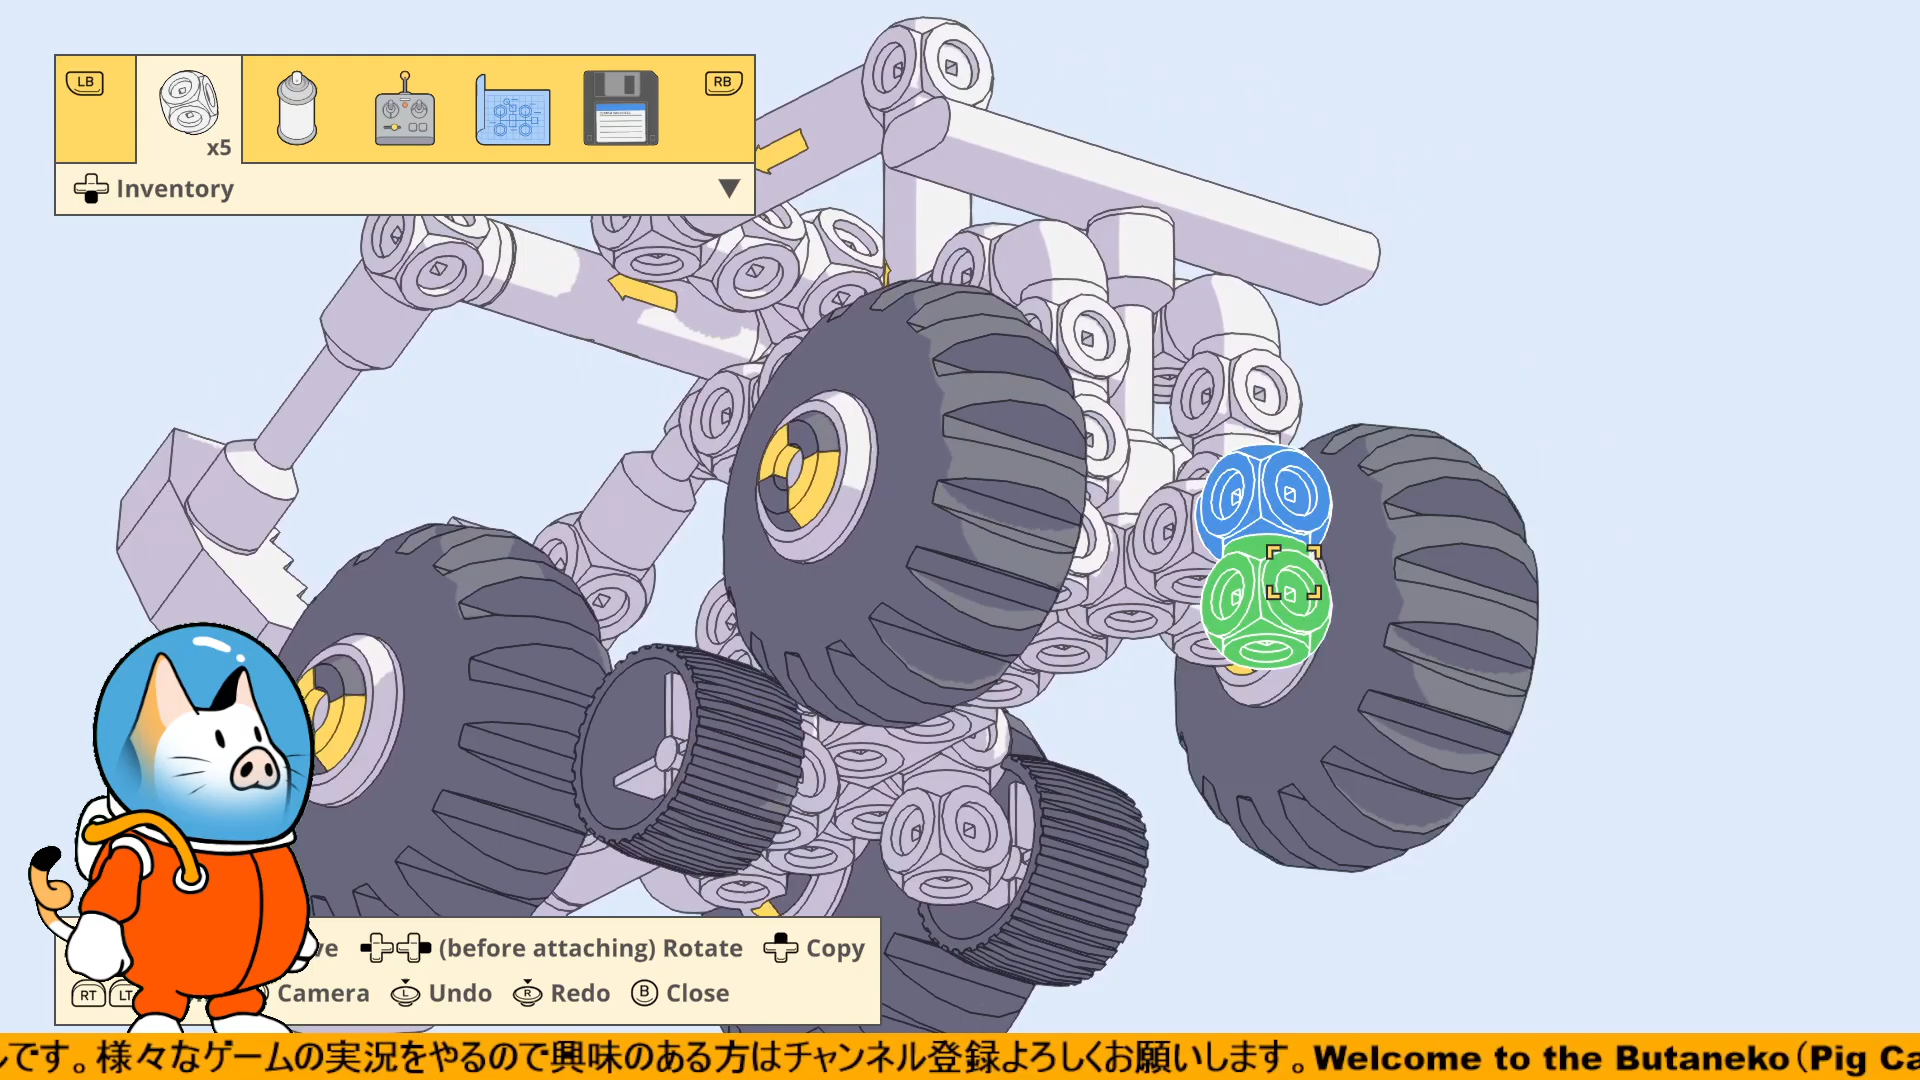 LB
RB
x5
Inventory
(before attaching) Rotate
Copy
RT
LT
Camera
L
Undo
R
Redo
B
Close
です。様々なゲームの実況をやるので興味のある方はチャンネル登録よろしくお願いします。Welcome to the Butaneko(Pig Ca